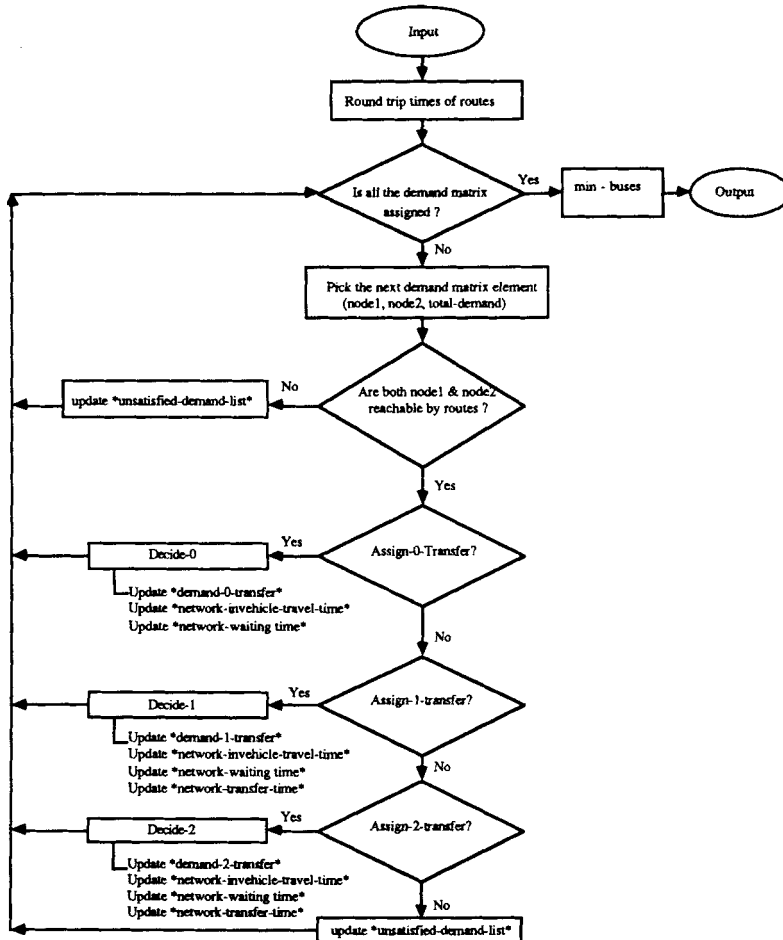 Input
Round trip times of routes
Is all the demand matrix
assigned ?
Yes
min - buses
Output
No
Pick the next demand matrix element
(node1, node2, total-demand)
Are both node1 & node2
reachable by routes ?
No
update *unsatisfied-demand-list*
Yes
Assign-0-Transfer?
Yes
Decide-0
Update *demand-0-transfer*
Update *network-invehicle-travel-time*
Update *network-waiting time*
No
Assign-1-transfer?
Yes
Decide-1
Update *demand-1-transfer*
Update *network-invehicle-travel-time*
Update *network-waiting time*
Update *network-transfer-time*
No
Assign-2-transfer?
Yes
Decide-2
Update *demand-2-transfer*
Update *network-invehicle-travel-time*
Update *network-waiting time*
Update *network-transfer-time*
No
update *unsatisfied-demand-list*